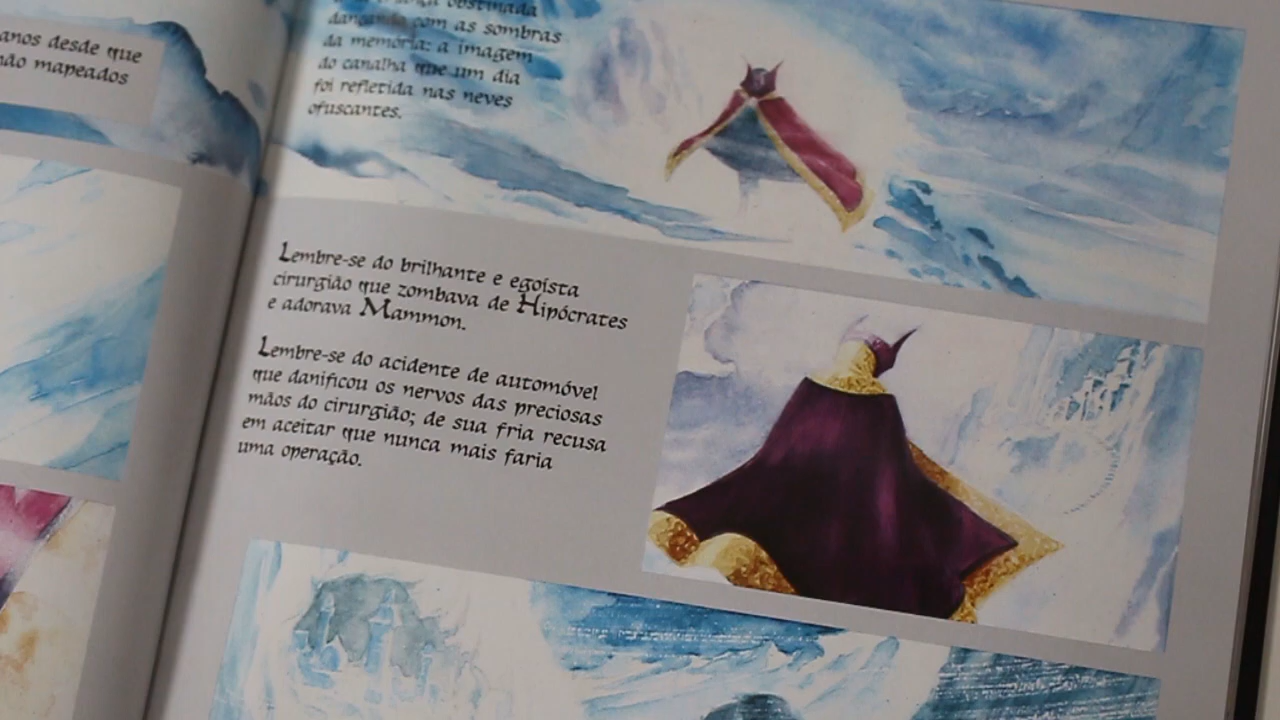 anos desde que
não mapeados
obstinada
dançando com as sombras
da memória: a imagem
do canalha que um dia
foi refletida nas neves
ofuscantes.
Lembre-se do brilhante e egoísta
cirurgião que zombava de Hipócrates
e adorava Mammon.
Lembre-se do acidente de automóvel
que danificou os nervos das preciosas
mãos do cirurgião; de sua fria recusa
em aceitar que nunca mais faria
uma operação.